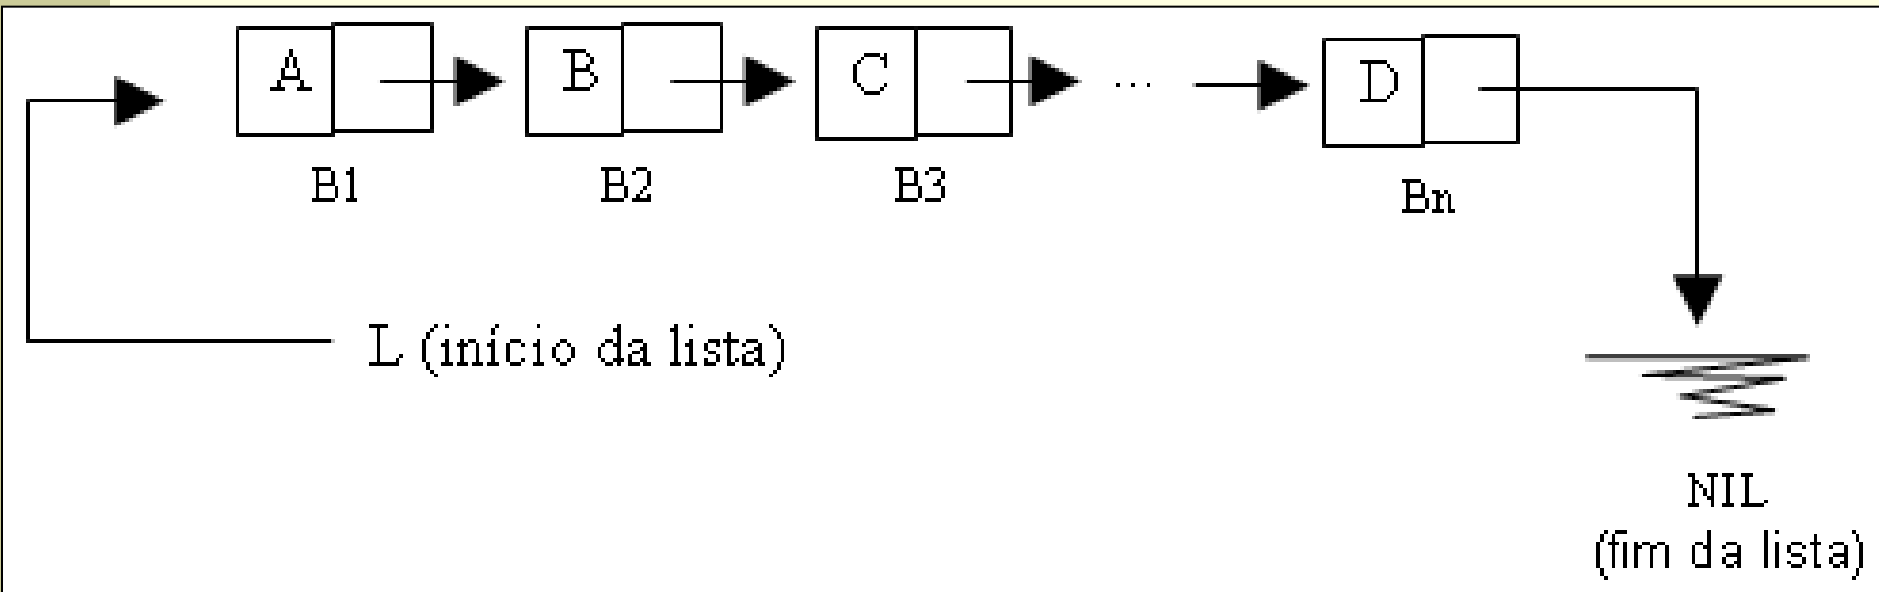 A B C ... D
B1 B2 B3 Bn
L (início da lista)
NIL
(fim da lista)